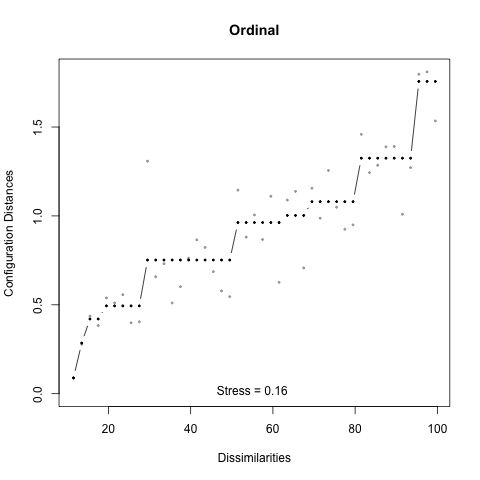 Ordinal
Configuration Distances
1.5
1.0
0.5
0.0
Stress = 0.16
20 40 60 80 100
Dissimilarities